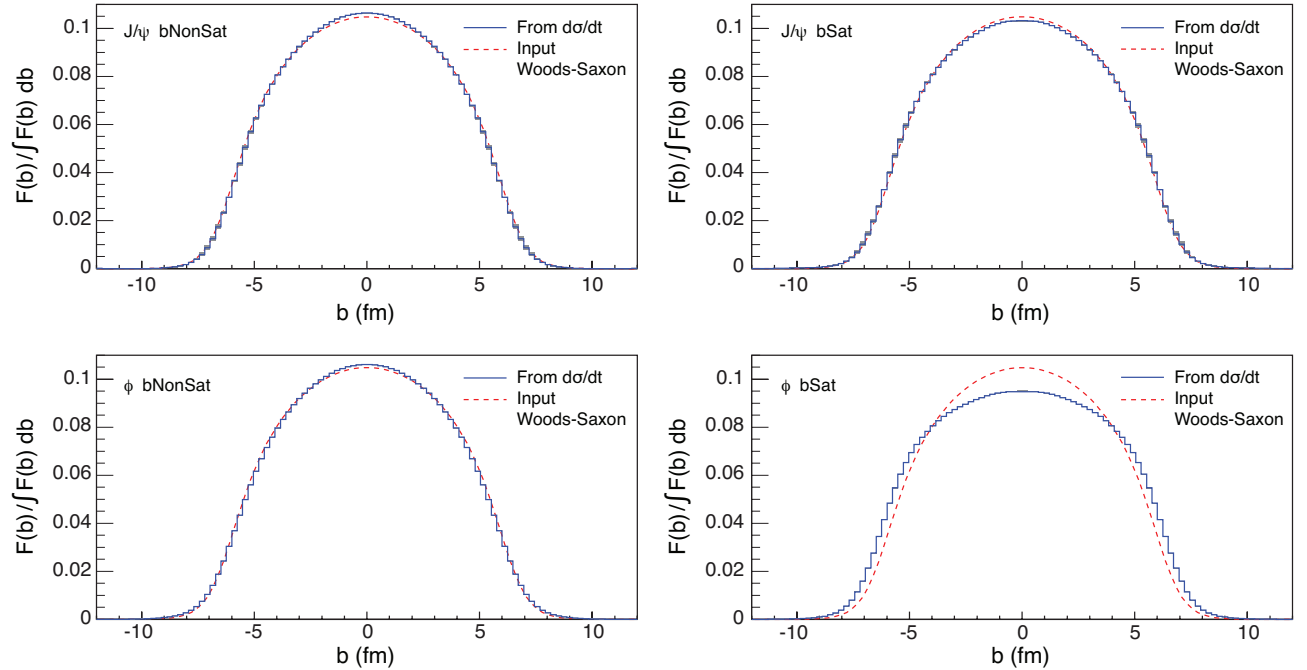 J/ψ bNonSat
From dσ/dt
Input
Woods-Saxon
F(b)/∫F(b) db
0.1
0.08
0.06
0.04
0.02
0
-10 -5 0 5 10
b (fm)
J/ψ bSat
From dσ/dt
Input
Woods-Saxon
F(b)/∫F(b) db
0.1
0.08
0.06
0.04
0.02
0
-10 -5 0 5 10
b (fm)
ϕ bNonSat
From dσ/dt
Input
Woods-Saxon
F(b)/∫F(b) db
0.1
0.08
0.06
0.04
0.02
0
-10 -5 0 5 10
b (fm)
ϕ bSat
From dσ/dt
Input
Woods-Saxon
F(b)/∫F(b) db
0.1
0.08
0.06
0.04
0.02
0
-10 -5 0 5 10
b (fm)